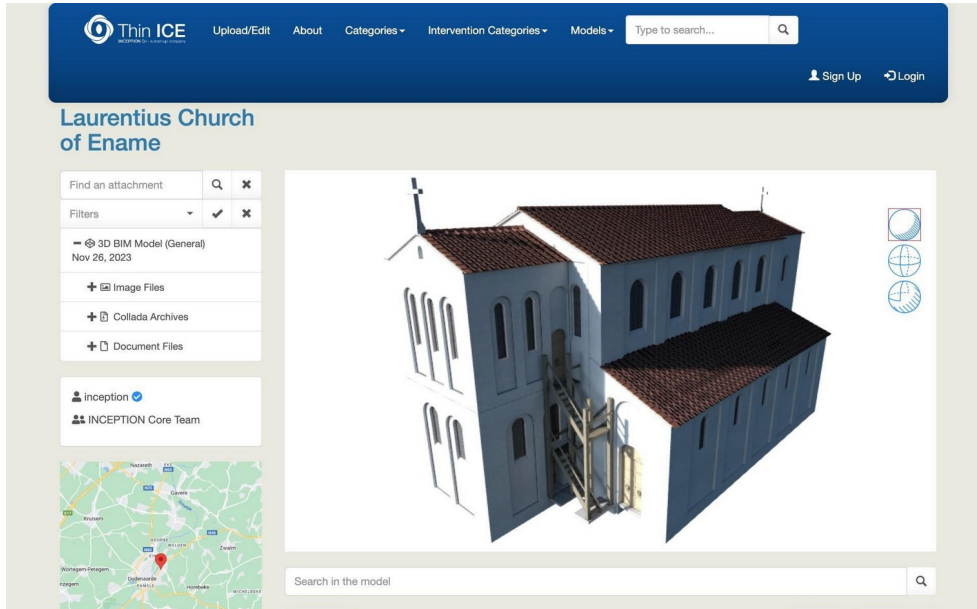 Thin ICE
Upload/Edit
About
Categories
Intervention Categories
Models
Type to search...
Sign Up
Login
Laurentius Church
of Ename
Find an attachment
Filters
3D BIM Model (General)
Nov 26, 2023
Image Files
Collada Archives
Document Files
inception
INCEPTION Core Team
Nazareth
Gavere
Kruisem
Zwalm
Wortegem-Petegem
Oudenaarde
Horebeke
Search in the model